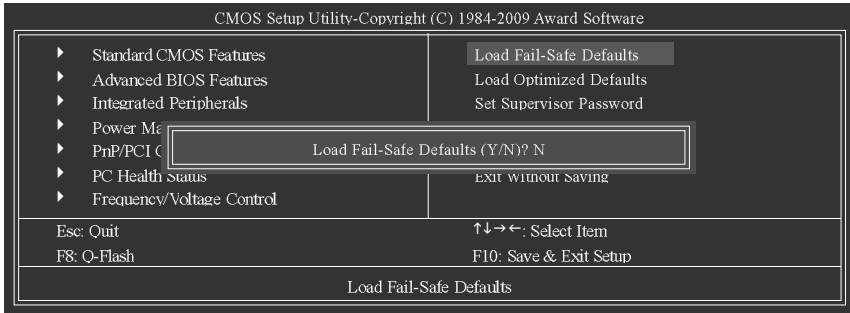 CMOS Setup Utility-Copyright (C) 1984-2009 Award Software
Standard CMOS Features
Advanced BIOS Features
Integrated Peripherals
Power Ma
PnP/PCI C
PC Health Status
Frequency/Voltage Control
Load Fail-Safe Defaults
Load Optimized Defaults
Set Supervisor Password
Exit Without Saving
Load Fail-Safe Defaults (Y/N)? N
Esc: Quit
↑↓→←: Select Item
F8: Q-Flash
F10: Save & Exit Setup
Load Fail-Safe Defaults